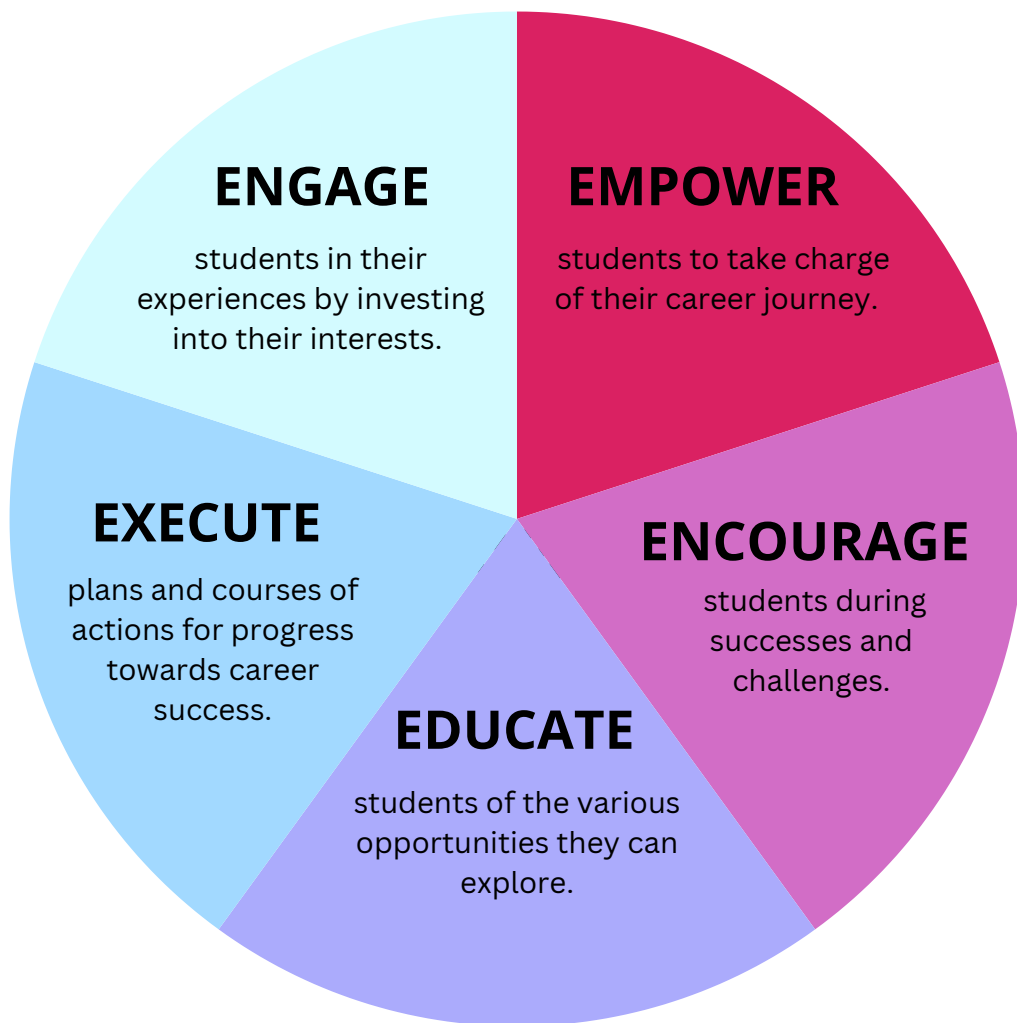 ENGAGE
students in their
experiences by investing
into their interests.
EMPOWER
students to take charge
of their career journey.
ENCOURAGE
students during
successes and
challenges.
EDUCATE
students of the various
opportunities they can
explore.
EXECUTE
plans and courses of
actions for progress
towards career
success.